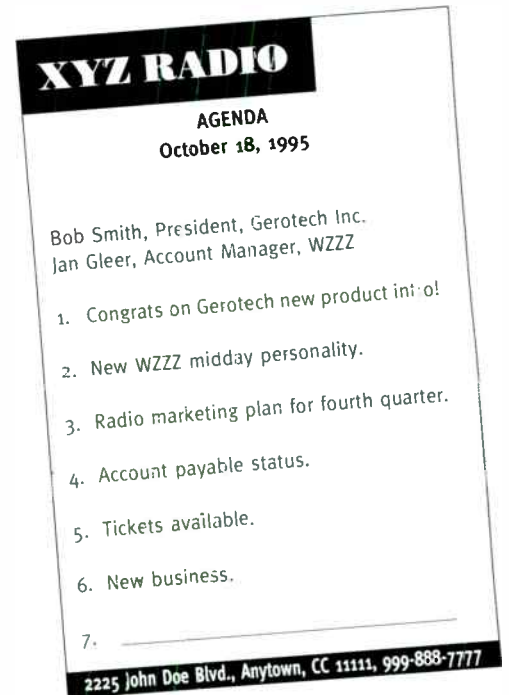 XYZ RADIO
AGENDA
October 18, 1995
Bob Smith, President, Gerotech Inc.
Jan Gleer, Account Manager, WZZZ
1. Congrats on Gerotech new product intro!
2. New WZZZ midday personality.
3. Radio marketing plan for fourth quarter.
4. Account payable status.
5. Tickets available.
6. New business.
7.
2225 John Doe Blvd., Anytown, CC 11111, 999-888-7777